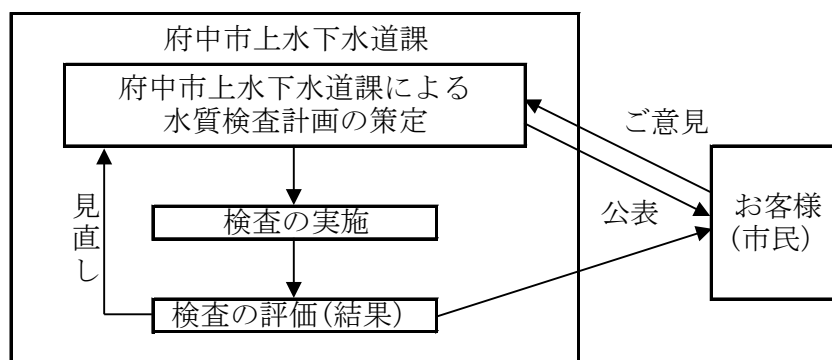 府中市上水下水道課
府中市上水下水道課による
水質検査計画の策定
ご意見
公表
お客様
(市民)
見直し
検査の実施
検査の評価(結果)